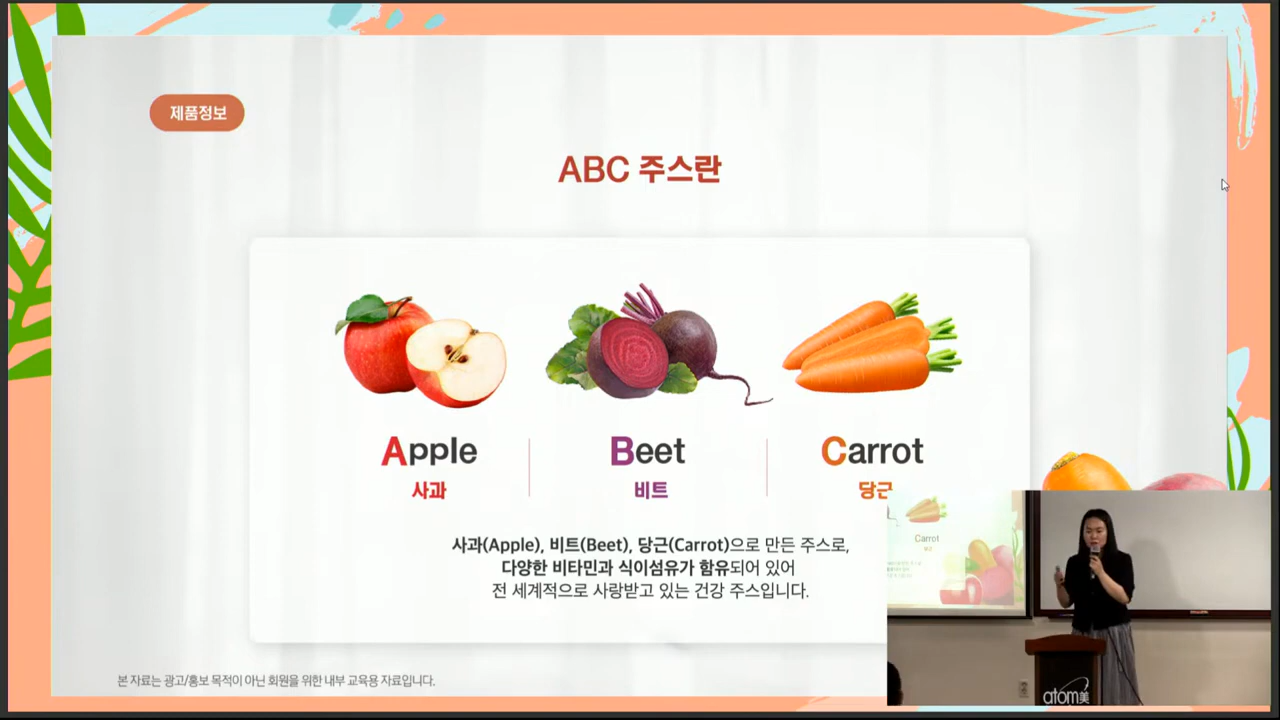 제품정보
ABC 주스란
Apple
Beet
Carrot
사과
비트
당근
사과(Apple), 비트(Beet), 당근(Carrot)으로 만든 주스로,
다양한 비타민과 식이섬유가 함유되어 있어
전 세계적으로 사랑받고 있는 건강 주스입니다.
본 자료는 광고/홍보 목적이 아닌 회원을 위한 내부 교육용 자료입니다.
Carrot
atom美